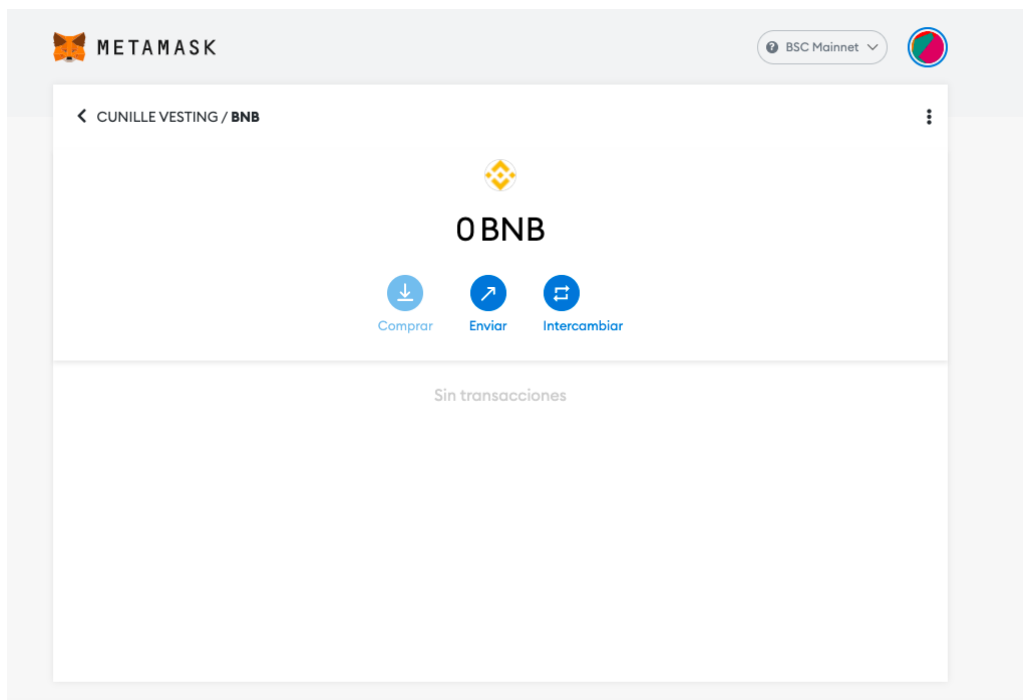 METAMASK
? BSC Mainnet
CUNILLE VESTING / BNB
0 BNB
Comprar
Enviar
Intercambiar
Sin transacciones